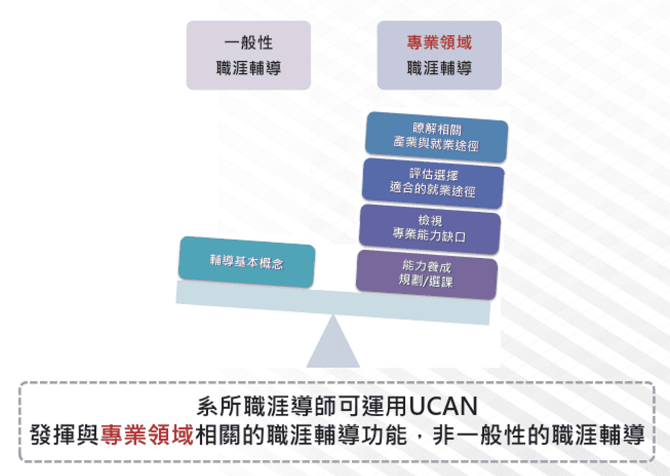 一般性
職涯輔導
專業領域
職涯輔導
瞭解相關
產業與就業途徑
評估選擇
適合的就業途徑
檢視
專業能力缺口
能力養成
規劃/選課
輔導基本概念
系所職涯導師可運用UCAN
發揮與專業領域相關的職涯輔導功能，非一般性的職涯輔導